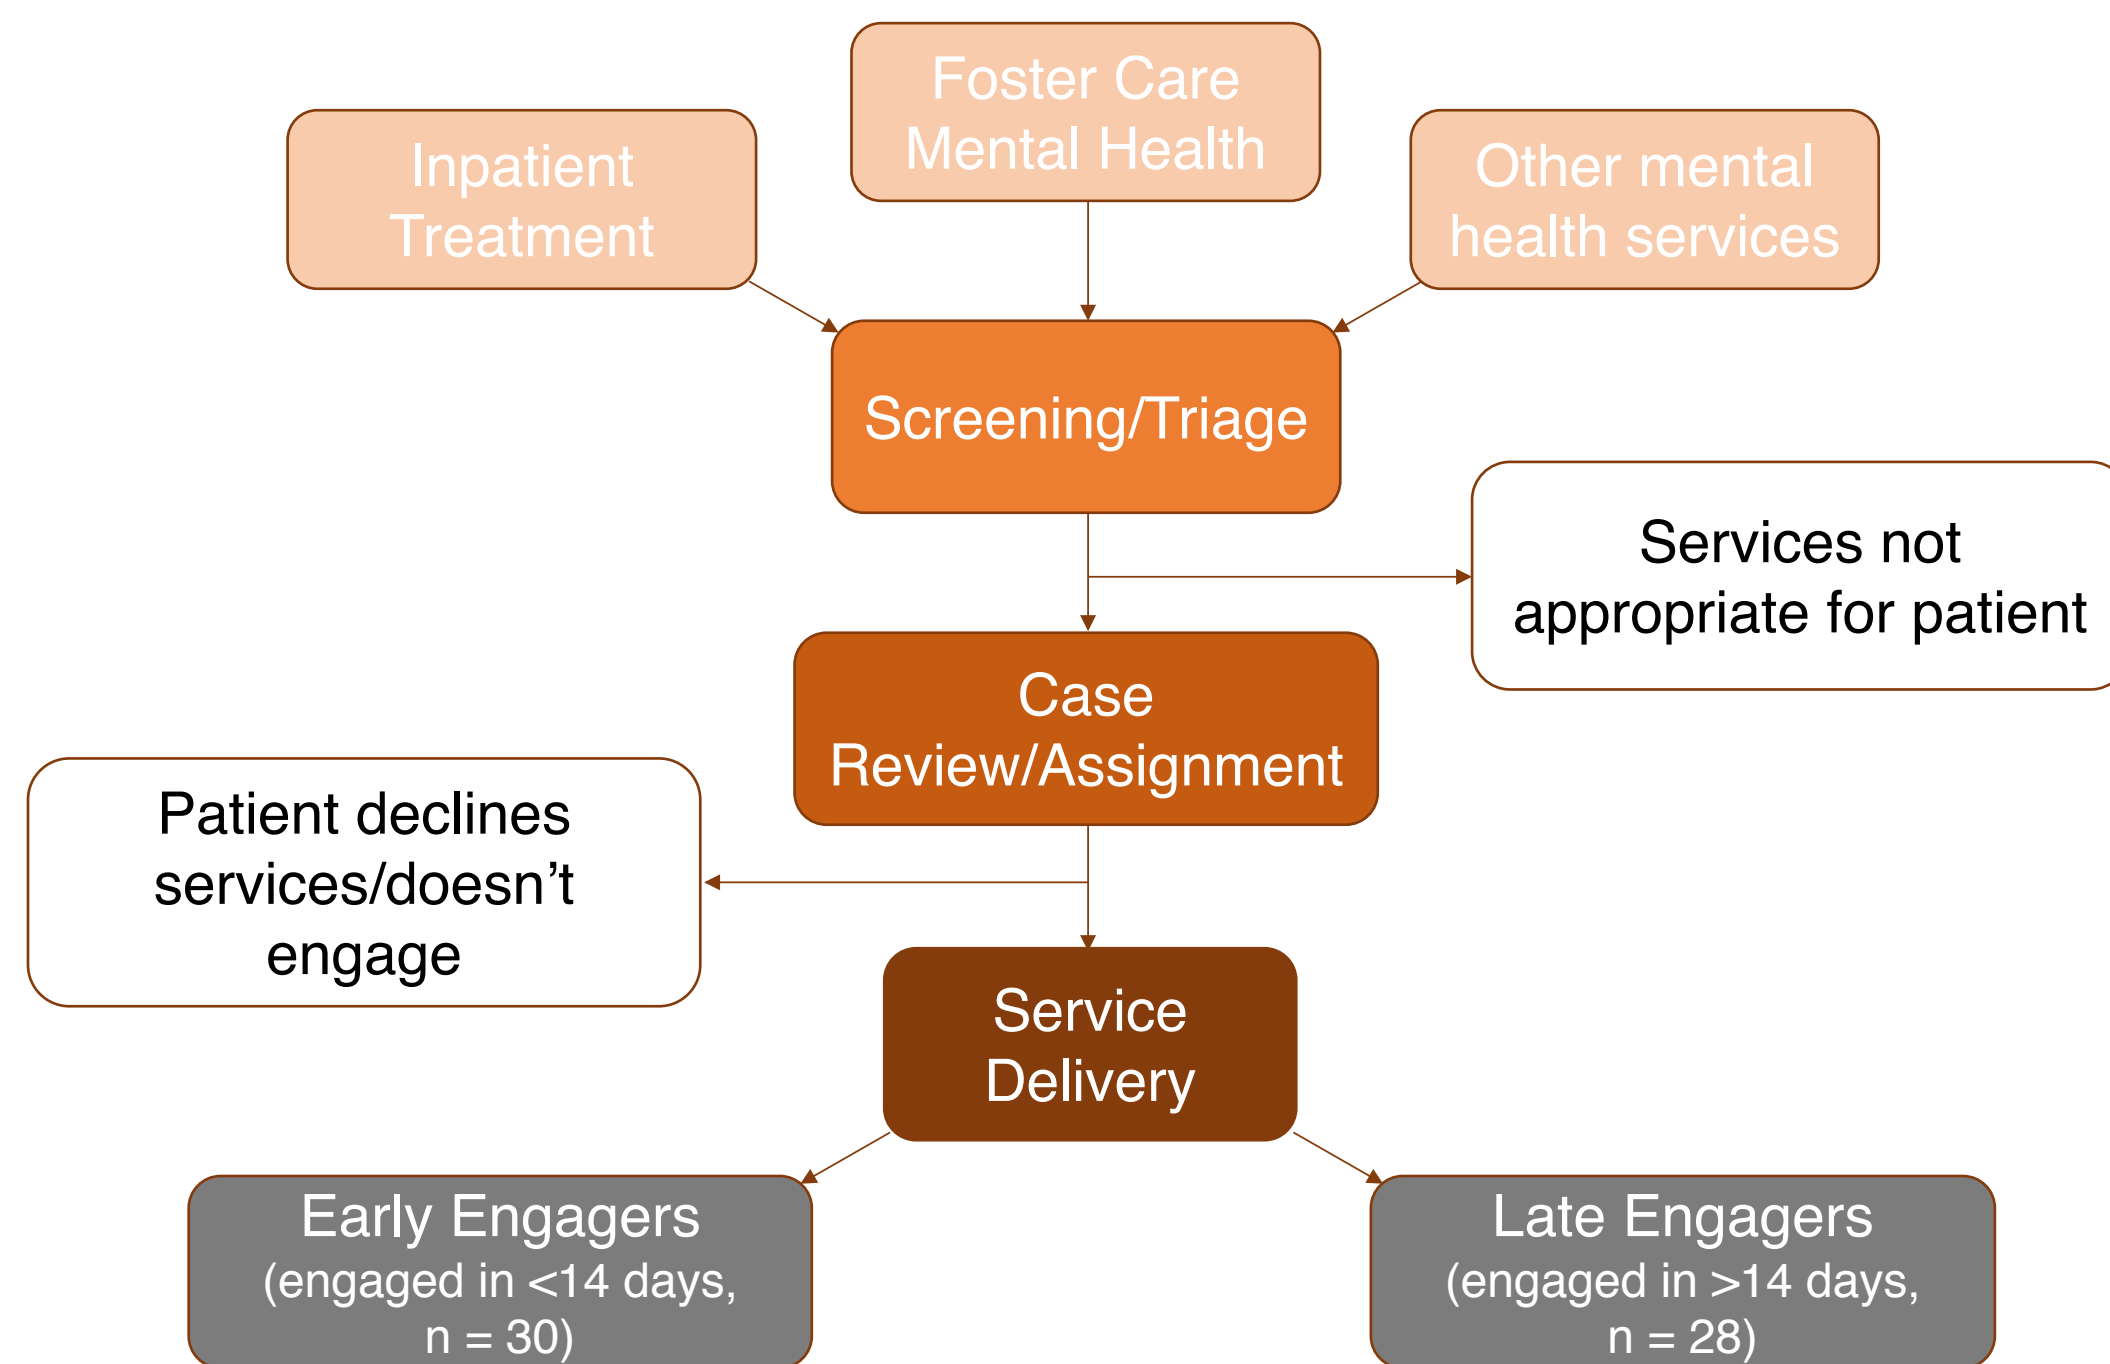 Foster Care
Mental Health
Inpatient
Treatment
Other mental
health services
Screening/Triage
Services not
appropriate for patient
Case
Review/Assignment
Patient declines
services/doesn’t
engage
Service
Delivery
Early Engagers
(engaged in <14 days,
n = 30)
Late Engagers
(engaged in >14 days,
n = 28)